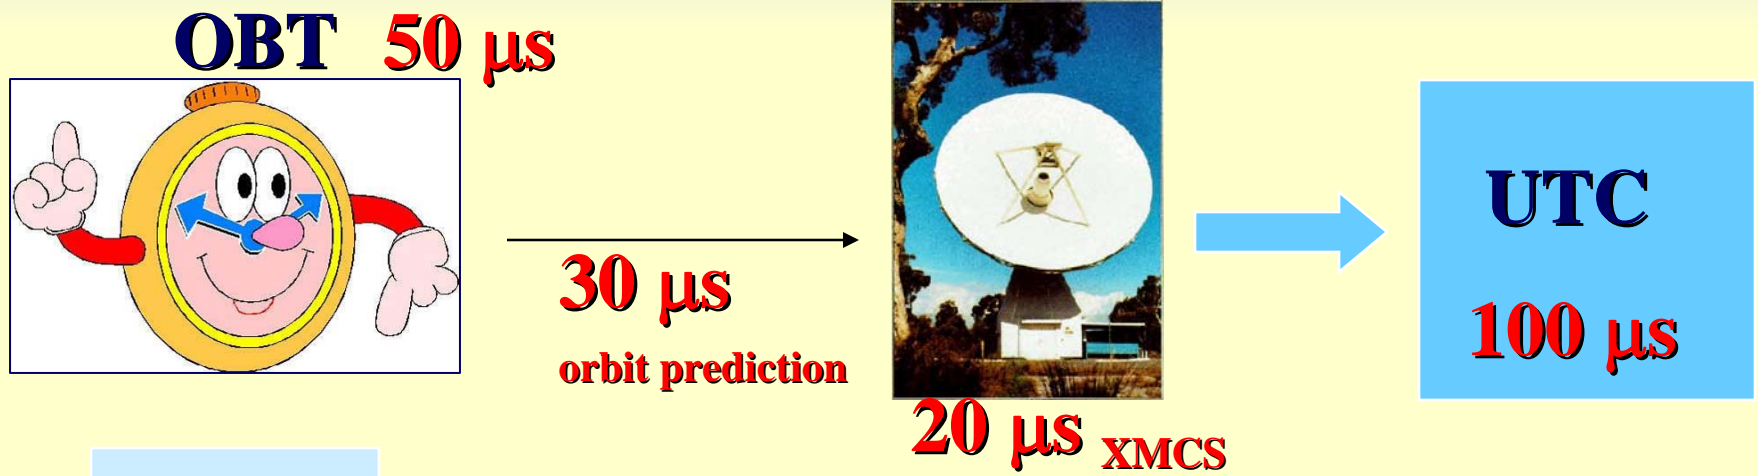 OBT 50 μs
30 μs
orbit prediction
20 μs XMCS
UTC
100 μs